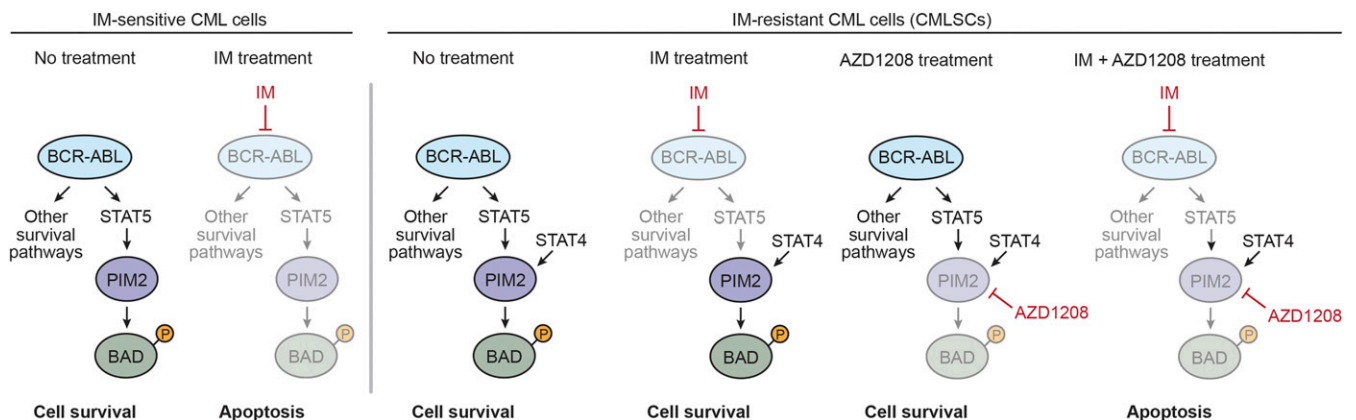 IM-sensitive CML cells
IM-resistant CML cells (CMLSCs)
No treatment
IM treatment
No treatment
IM treatment
AZD1208 treatment
IM + AZD1208 treatment
BCR-ABL
Other
survival
pathways
STAT5
PIM2
BAD
P
Cell survival
IM
BCR-ABL
Other
survival
pathways
STAT5
PIM2
BAD
P
Apoptosis
BCR-ABL
Other
survival
pathways
STAT5
STAT4
PIM2
BAD
P
Cell survival
IM
BCR-ABL
Other
survival
pathways
STAT5
STAT4
PIM2
BAD
P
Cell survival
BCR-ABL
Other
survival
pathways
STAT5
STAT4
PIM2
AZD1208
BAD
P
Cell survival
IM
BCR-ABL
Other
survival
pathways
STAT5
STAT4
PIM2
AZD1208
BAD
P
Apoptosis